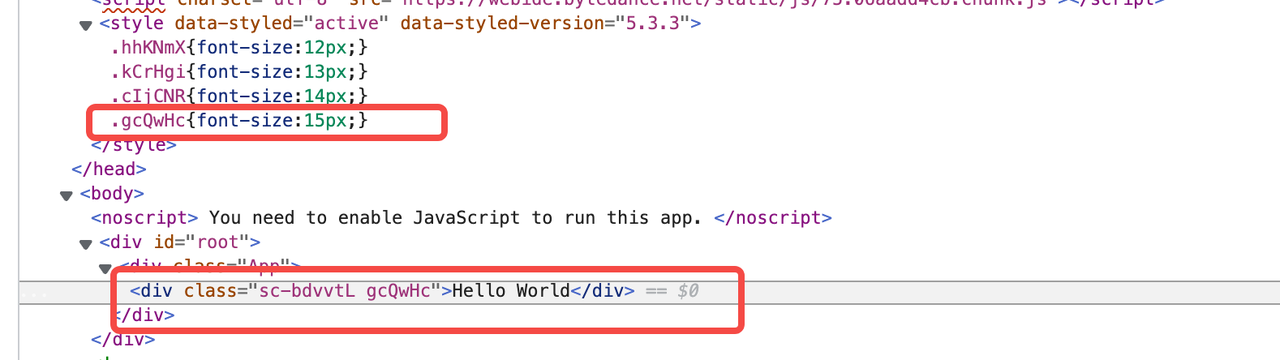 <script charset="utf-8" src="https://webide.bytedance.net/static/js/75.06aadd4cb.chunk.js"></script>
<style data-styled="active" data-styled-version="5.3.3">
.hhKNmX{font-size:12px;}
.kCrHgi{font-size:13px;}
.cIjCNR{font-size:14px;}
.gcQwHc{font-size:15px;}
</style>
</head>
<body>
<noscript> You need to enable JavaScript to run this app. </noscript>
<div id="root">
<div class="App">
<div class="sc-bdvvtL gcQwHc">Hello World</div> == $0
</div>
</div>